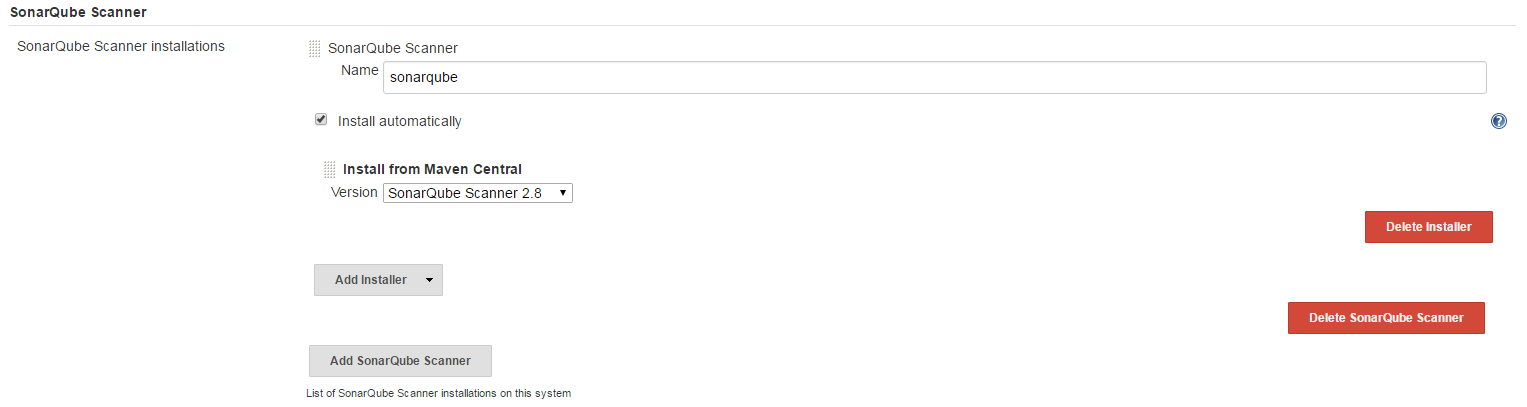 SonarQube Scanner
SonarQube Scanner installations
SonarQube Scanner
Name
sonarqube
Install automatically
?
Install from Maven Central
Version
SonarQube Scanner 2.8
Delete Installer
Add Installer
Delete SonarQube Scanner
Add SonarQube Scanner
List of SonarQube Scanner installations on this system